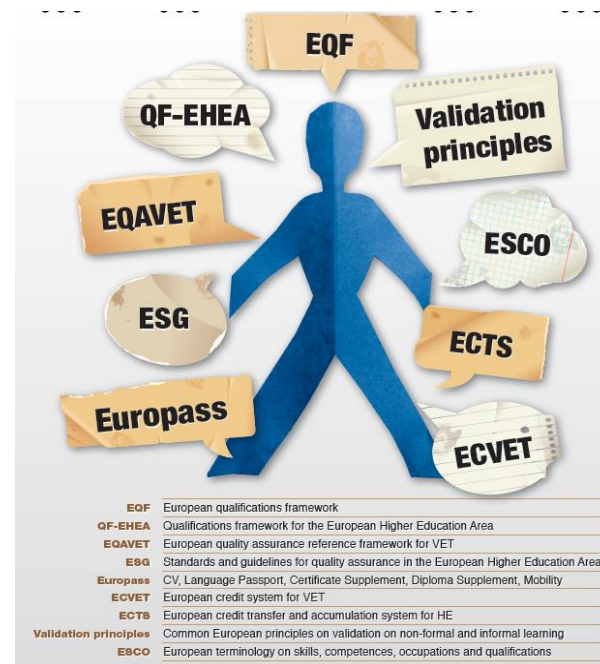 EQF
QF-EHEA
Validation
principles
EQAVET
ESCO
ESG
ECTS
Europass
ECVET
EQF European qualifications framework
QF-EHEA Qualifications framework for the European Higher Education Area
EQAVET European quality assurance reference framework for VET
ESG Standards and guidelines for quality assurance in the European Higher Education Area
Europass CV, Language Passport, Certificate Supplement, Diploma Supplement, Mobility
ECVET European credit system for VET
ECTS European credit transfer and accumulation system for HE
Validation principles Common European principles on validation on non-formal and informal learning
ESCO European terminology on skills, competences, occupations and qualifications